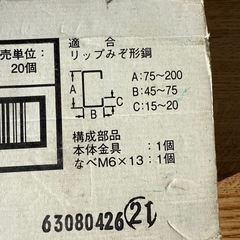 売単位:
20個
適合
リップみぞ形鋼
A
B
C
A:75~200
B:45~75
C:15~20
構成部品
本体金具:1個
なべM6×13:1個
63080426
21